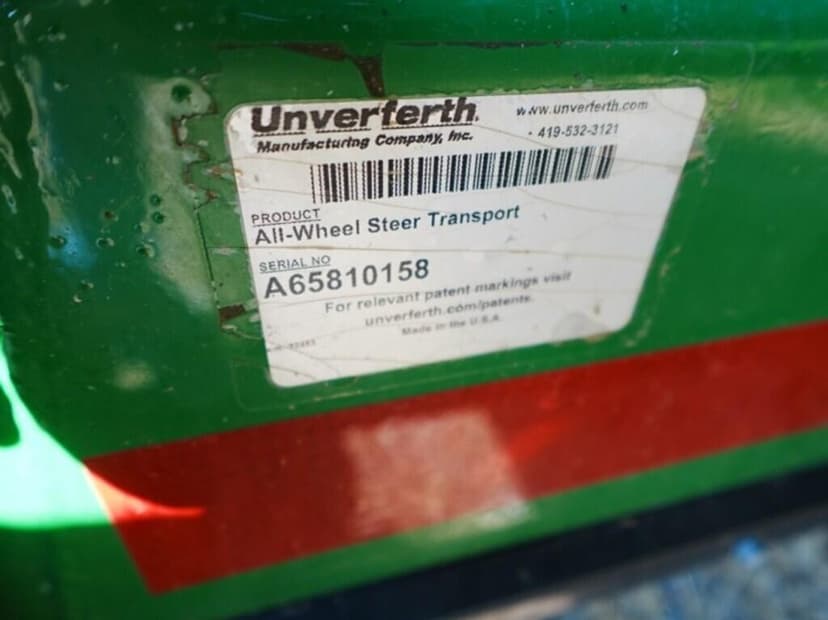 Unverferth
www.unverferth.com
Manufacturing Company, Inc.
419-532-3121
PRODUCT
All-Wheel Steer Transport
SERIAL NO
A65810158
For relevant patent markings visit
unverferth.com/patents.
Made in the U.S.A.